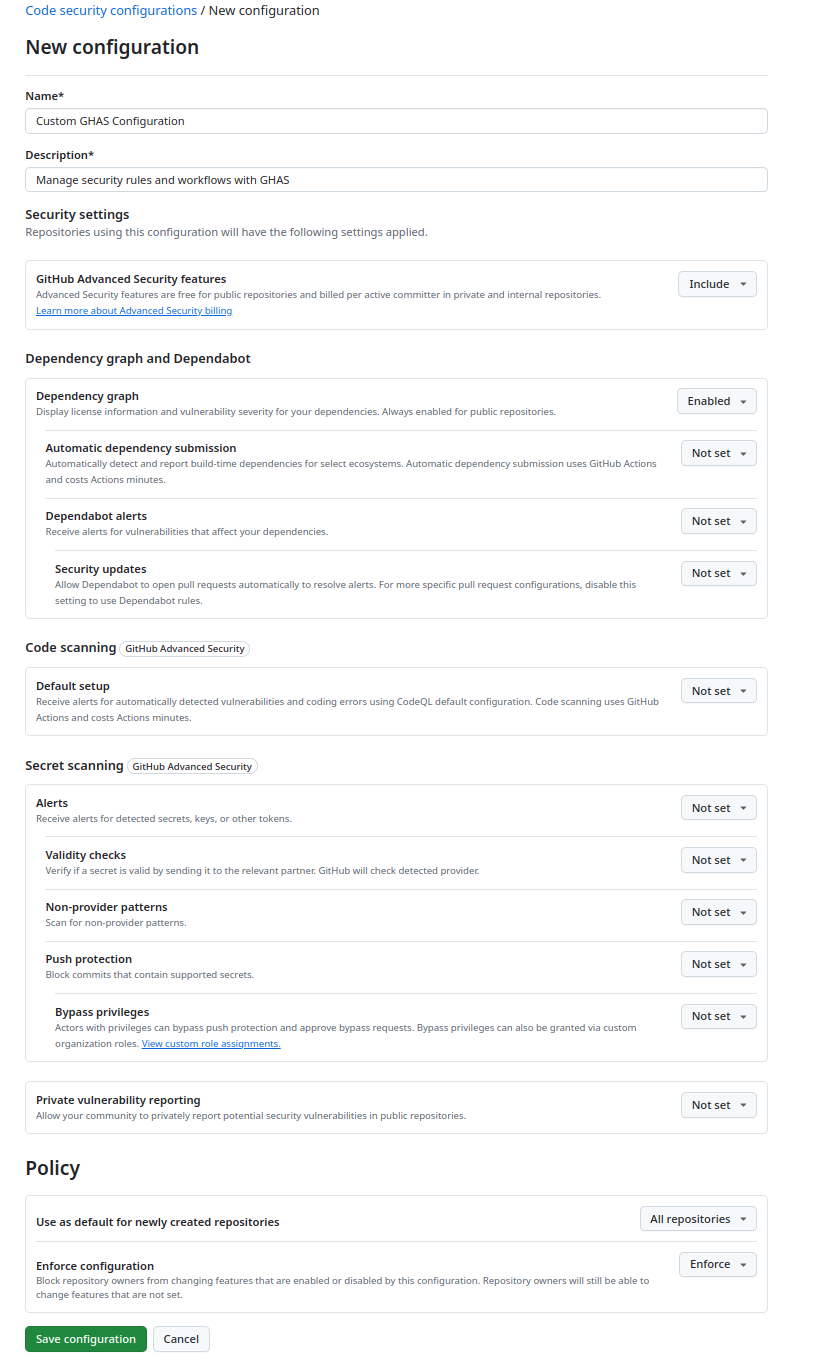 Code security configurations / New configuration
New configuration
Name*
Custom GHAS Configuration
Description*
Manage security rules and workflows with GHAS
Security settings
Repositories using this configuration will have the following settings applied.
GitHub Advanced Security features
Include
Advanced Security features are free for public repositories and billed per active committer in private and internal repositories.
Learn more about Advanced Security billing
Dependency graph and Dependabot
Dependency graph
Enabled
Display license information and vulnerability severity for your dependencies. Always enabled for public repositories.
Automatic dependency submission
Not set
Automatically detect and report build-time dependencies for select ecosystems. Automatic dependency submission uses GitHub Actions
and costs Actions minutes.
Dependabot alerts
Not set
Receive alerts for vulnerabilities that affect your dependencies.
Security updates
Not set
Allow Dependabot to open pull requests automatically to resolve alerts. For more specific pull request configurations, disable this
setting to use Dependabot rules.
Code scanning GitHub Advanced Security
Default setup
Not set
Receive alerts for automatically detected vulnerabilities and coding errors using CodeQL default configuration. Code scanning uses GitHub
Actions and costs Actions minutes.
Secret scanning GitHub Advanced Security
Alerts
Not set
Receive alerts for detected secrets, keys, or other tokens.
Validity checks
Not set
Verify if a secret is valid by sending it to the relevant partner. GitHub will check detected provider.
Non-provider patterns
Not set
Scan for non-provider patterns.
Push protection
Not set
Block commits that contain supported secrets.
Bypass privileges
Not set
Actors with privileges can bypass push protection and approve bypass requests. Bypass privileges can also be granted via custom
organization roles. View custom role assignments.
Private vulnerability reporting
Not set
Allow your community to privately report potential security vulnerabilities in public repositories.
Policy
Use as default for newly created repositories
All repositories
Enforce configuration
Enforce
Block repository owners from changing features that are enabled or disabled by this configuration. Repository owners will still be able to
change features that are not set.
Save configuration
Cancel